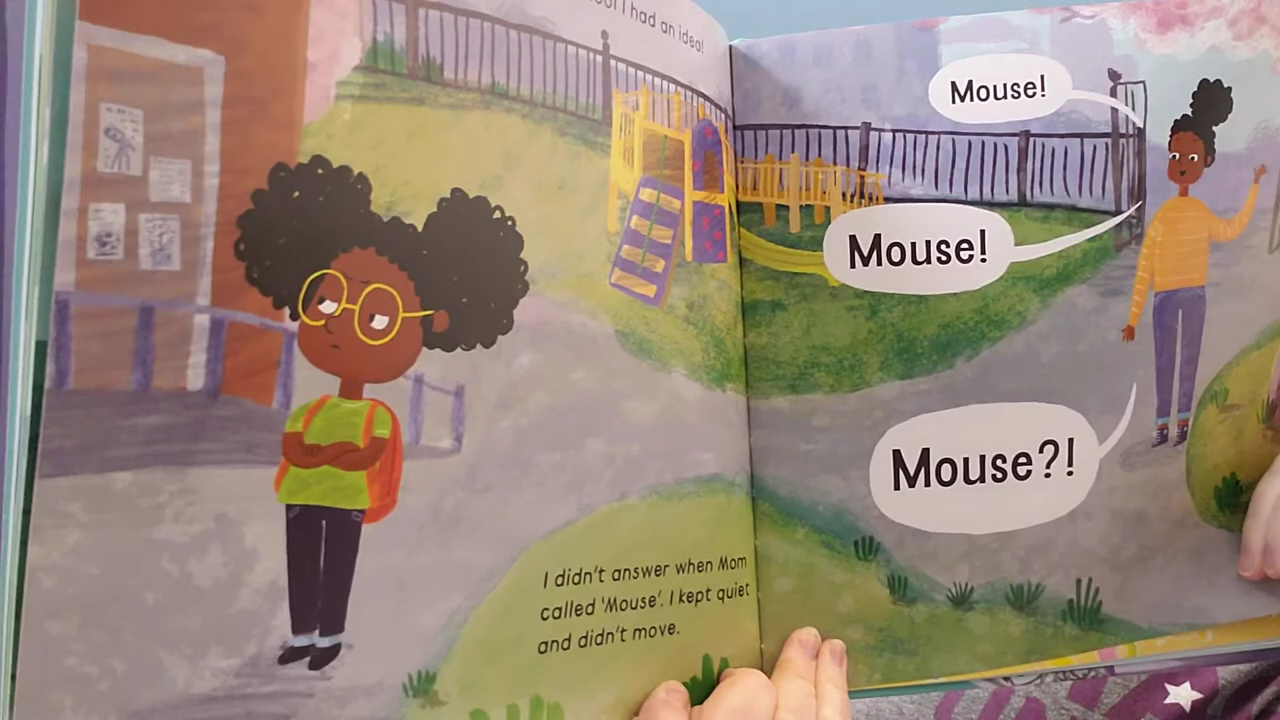 I had an idea!
I didn't answer when Mom
called 'Mouse'. I kept quiet
and didn't move.
Mouse!
Mouse!
Mouse?!